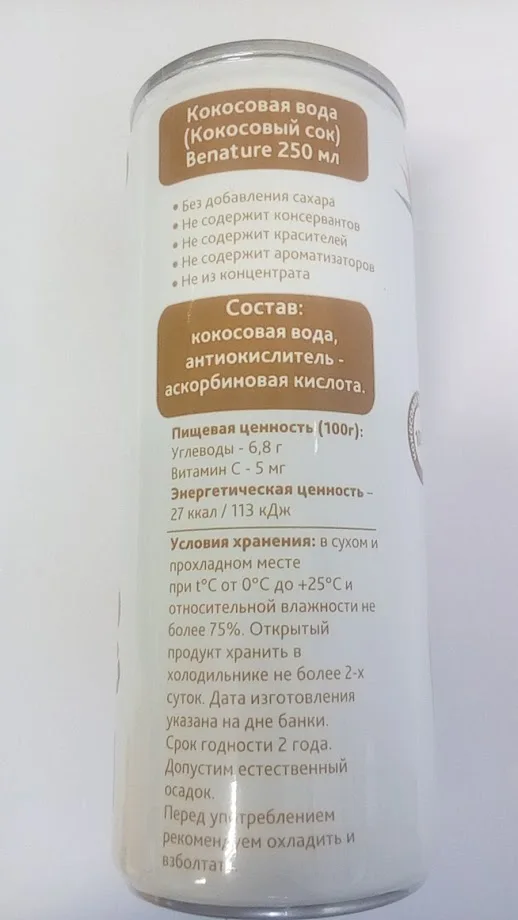 Кокосовая вода
(Кокосовый сок)
Benature 250 мл
• Без добавления сахара
• Не содержит консервантов
• Не содержит красителей
• Не содержит ароматизаторов
• Не из концентрата
Состав:
кокосовая вода,
антиокислитель -
аскорбиновая кислота.
Пищевая ценность (100г):
Углеводы - 6,8 г
Витамин С - 5 мг
Энергетическая ценность –
27 ккал / 113 кДж
Условия хранения: в сухом и
прохладном месте
при t°C от 0°C до +25°C и
относительной влажности не
более 75%. Открытый
продукт хранить в
холодильнике не более 2-х
суток. Дата изготовления
указана на дне банки.
Срок годности 2 года.
Допустим естественный
осадок.
Перед употреблением
рекомендуем охладить и